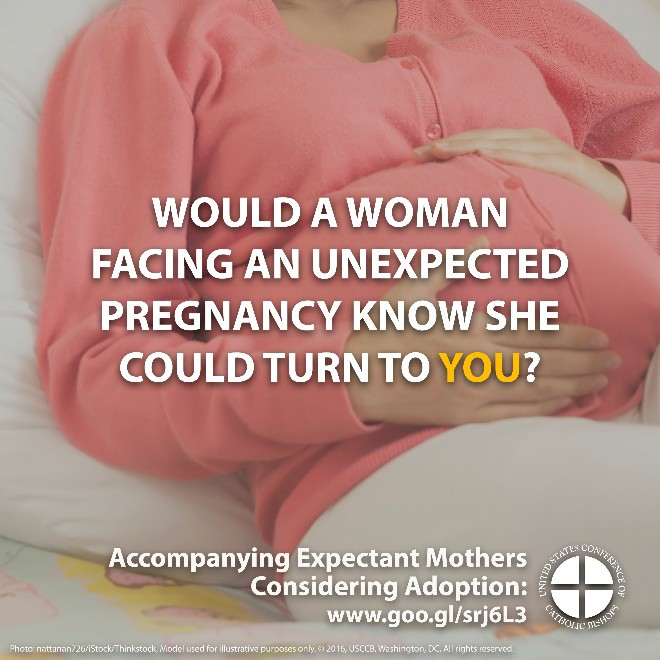 WOULD A WOMAN
FACING AN UNEXPECTED
PREGNANCY KNOW SHE
COULD TURN TO YOU?
Accompanying Expectant Mothers
Considering Adoption:
www.goo.gl/srj6L3
UNITED STATES CONFERENCE OF
CATHOLIC BISHOPS
Photo: nattanan726/iStock/Thinkstock. Model used for illustrative purposes only. © 2016, USCCB, Washington, DC. All rights reserved.